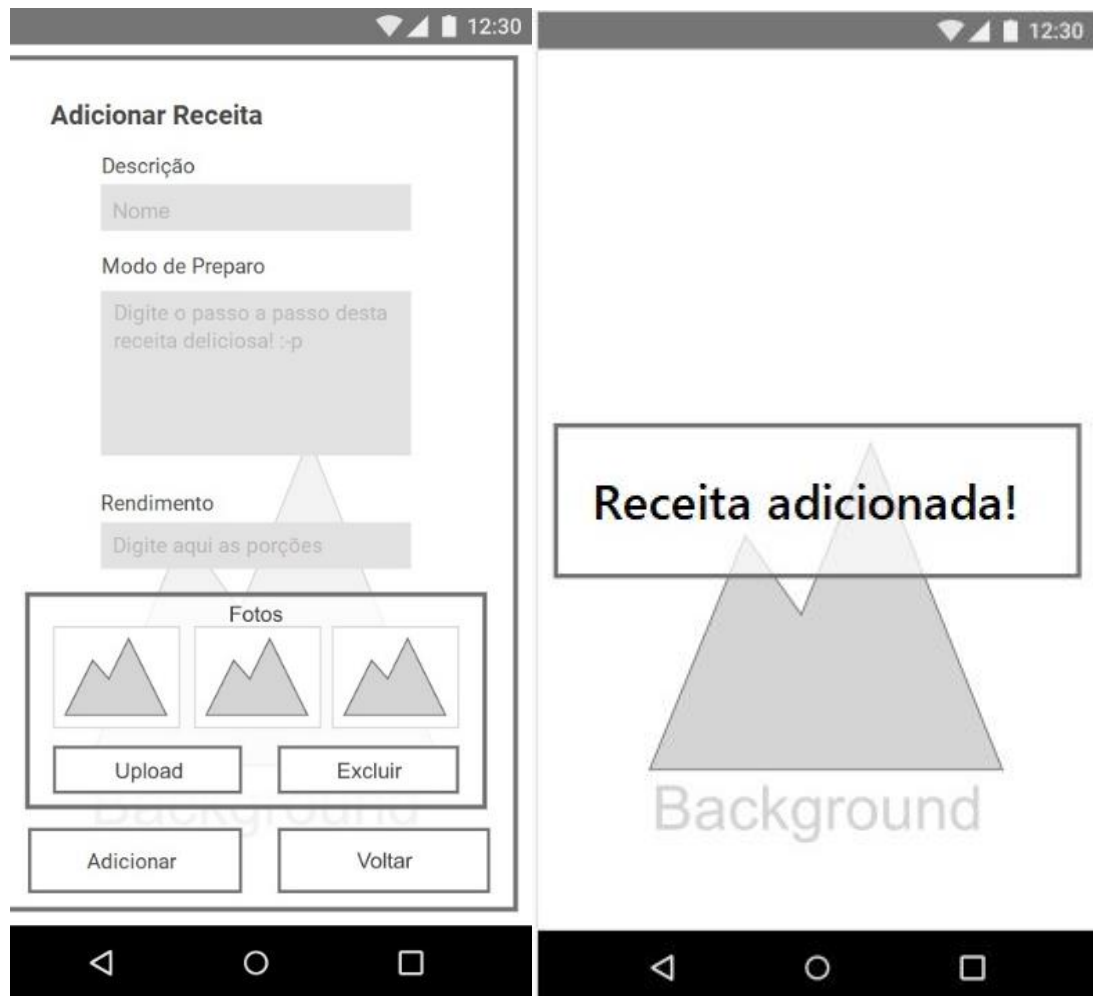 12:30
Adicionar Receita
Descrição
Nome
Modo de Preparo
Digite o passo a passo desta
receita deliciosa! :-p
Rendimento
Digite aqui as porções
Fotos
Upload Excluir
Background
Adicionar Voltar
12:30
Receita adicionada!
Background